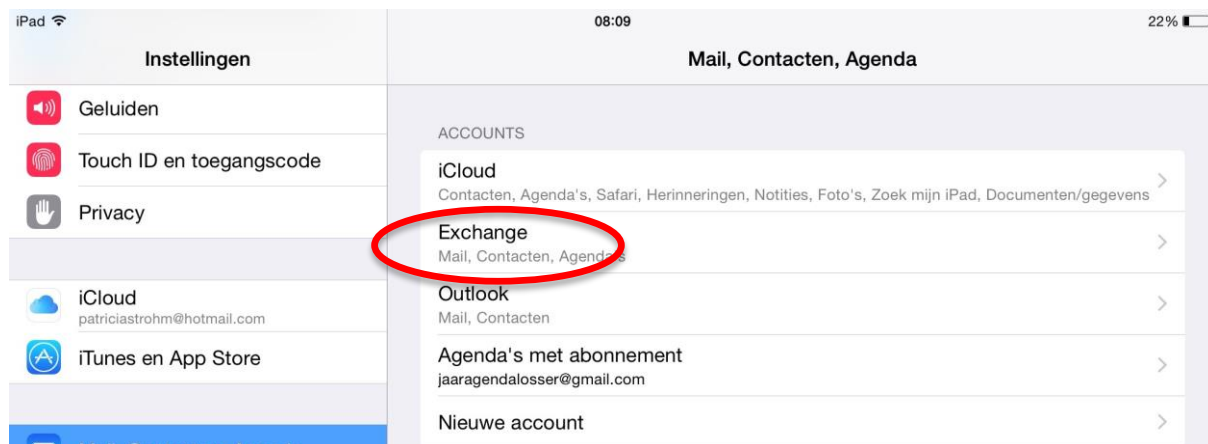 iPad 08:09 22%
Instellingen
Mail, Contacten, Agenda
Geluiden
Touch ID en toegangscode
Privacy
iCloud
patriciastrohm@hotmail.com
iTunes en App Store
ACCOUNTS
iCloud
Contacten, Agenda's, Safari, Herinneringen, Notities, Foto's, Zoek mijn iPad, Documenten/gegevens
Exchange
Mail, Contacten, Agenda's
Outlook
Mail, Contacten
Agenda's met abonnement
jaaragendalosser@gmail.com
Nieuwe account